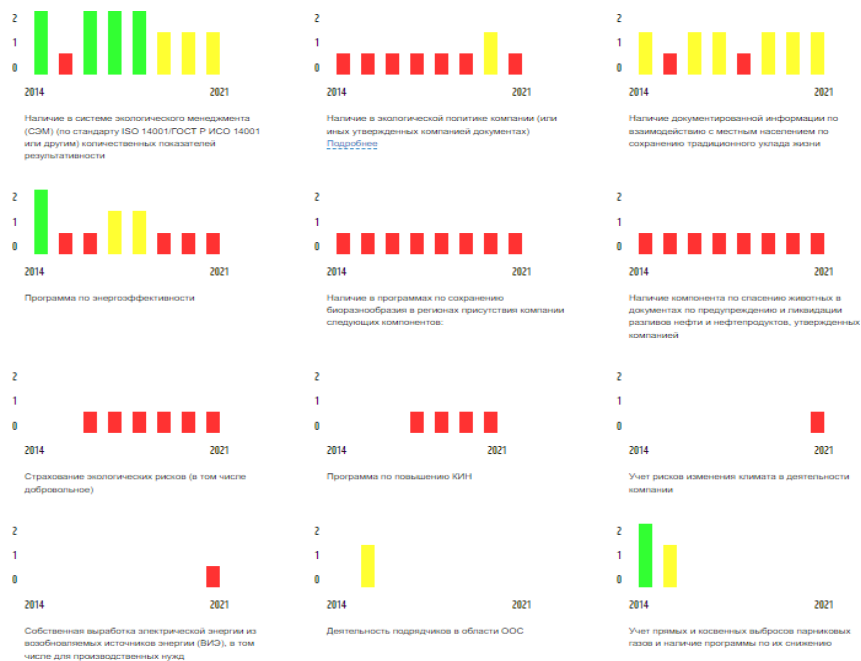 2
1
0
2014 2021
Наличие в системе экологического менеджмента
(СЭМ) (по стандарту ISO 14001/ГОСТ Р ИСО 14001
или другим) количественных показателей
результативности
2
1
0
2014 2021
Наличие в экологической политике компании (или
иных утвержденных компанией документах)
Подробнее
2
1
0
2014 2021
Наличие документированной информации по
взаимодействию с местным населением по
сохранению традиционного уклада жизни
2
1
0
2014 2021
Программа по энергоэффективности
2
1
0
2014 2021
Наличие в программах по сохранению
биоразнообразия в регионах присутствия компании
следующих компонентов:
2
1
0
2014 2021
Наличие компонента по спасению животных в
документах по предупреждению и ликвидации
разливов нефти и нефтепродуктов, утвержденных
компанией
2
1
0
2014 2021
Страхование экологических рисков (в том числе
добровольное)
2
1
0
2014 2021
Программа по повышению КИН
2
1
0
2014 2021
Учет рисков изменения климата в деятельности
компании
2
1
0
2014 2021
Собственная выработка электрической энергии из
возобновляемых источников энергии (ВИЭ), в том
числе для производственных нужд
2
1
0
2014 2021
Деятельность подрядчиков в области ООС
2
1
0
2014 2021
Учет прямых и косвенных выбросов парниковых
газов и наличие программы по их снижению